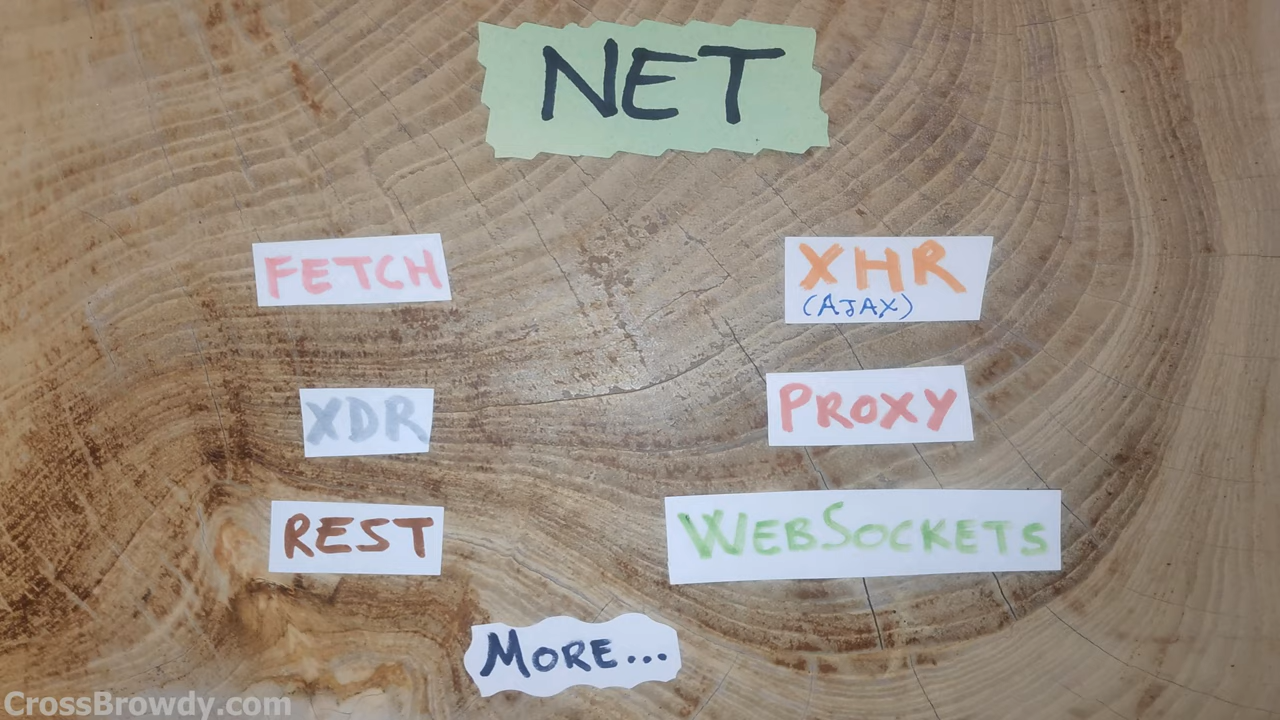 NET
FETCH
XHR
(AJAX)
XDR
PROXY
REST
WEBSOCKETS
MORE...
CrossBrowdy.com